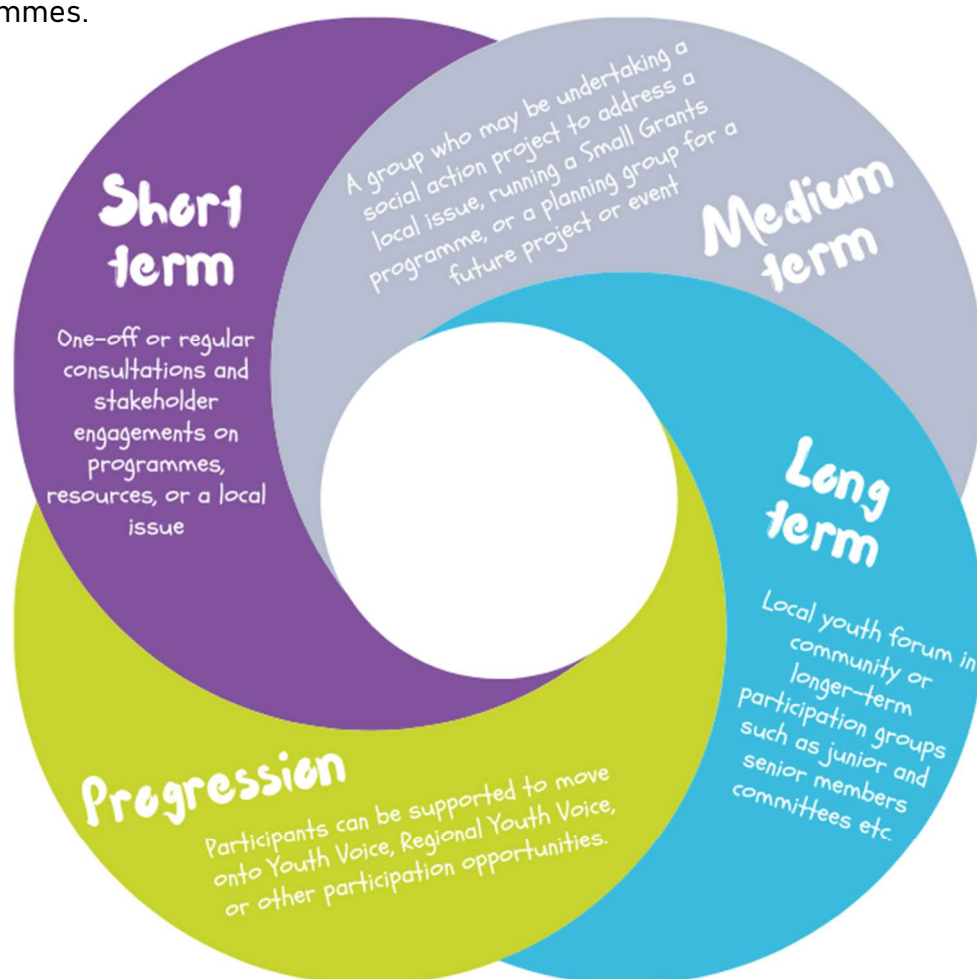 mmes.
Short
term
One-off or regular
consultations and
stakeholder
engagements on
programmes,
resources, or a local
issue
A group who may be undertaking a
social action project to address a
local issue, running a Small Grants
programme, or a planning group for a
future project or event
Medium
term
Long
term
Local youth forum in
community or
longer-term
participation groups
such as junior and
senior members
committees etc.
Progression
Participants can be supported to move
onto Youth Voice, Regional Youth Voice,
or other participation opportunities.